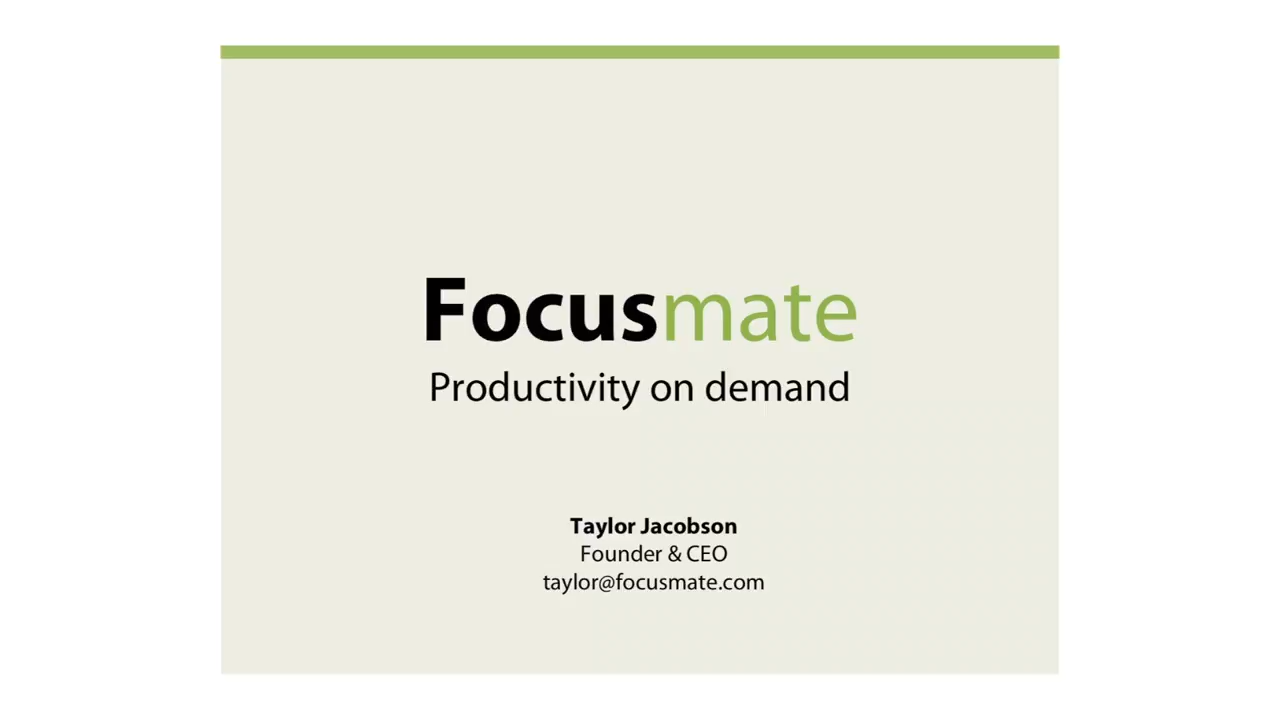 Focusmate
Productivity on demand
Taylor Jacobson
Founder & CEO
taylor@focusmate.com